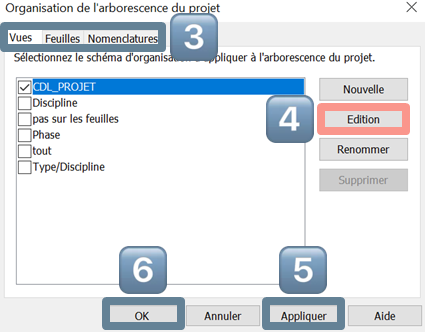 Organisation de l'arborescence du projet
Vues Feuilles Nomenclatures
3
Sélectionnez le schéma d'organisation à appliquer à l'arborescence du projet.
CDL_PROJET
Discipline
pas sur les feuilles
Phase
tout
Type/Discipline
Nouvelle
4
Edition
Renommer
Supprimer
6
5
OK Annuler Appliquer Aide